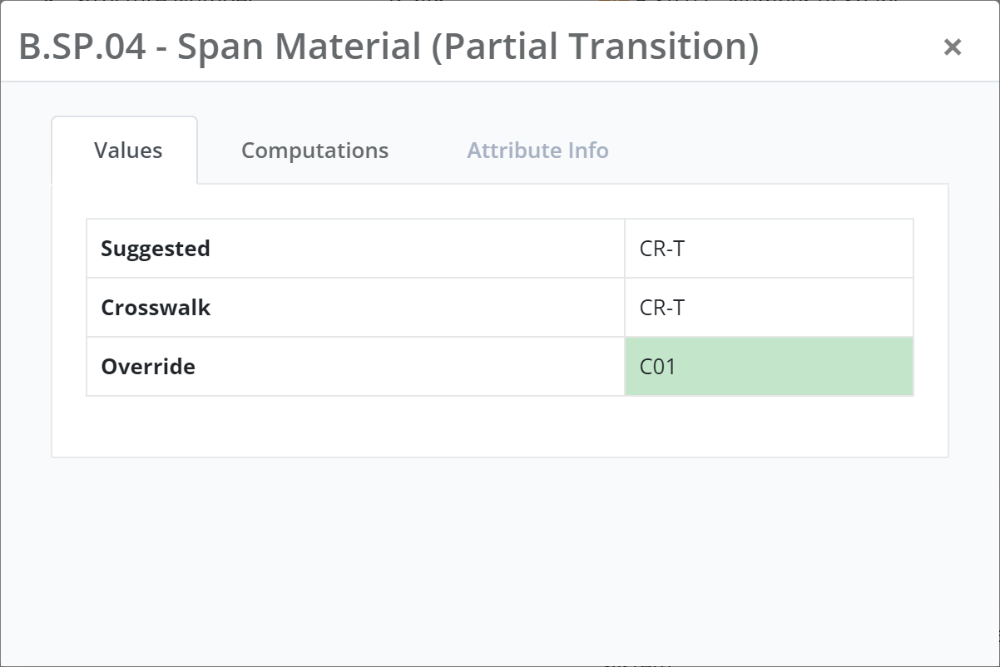 B.SP.04 - Span Material (Partial Transition) ×
Values Computations Attribute Info
Suggested CR-T
Crosswalk CR-T
Override C01